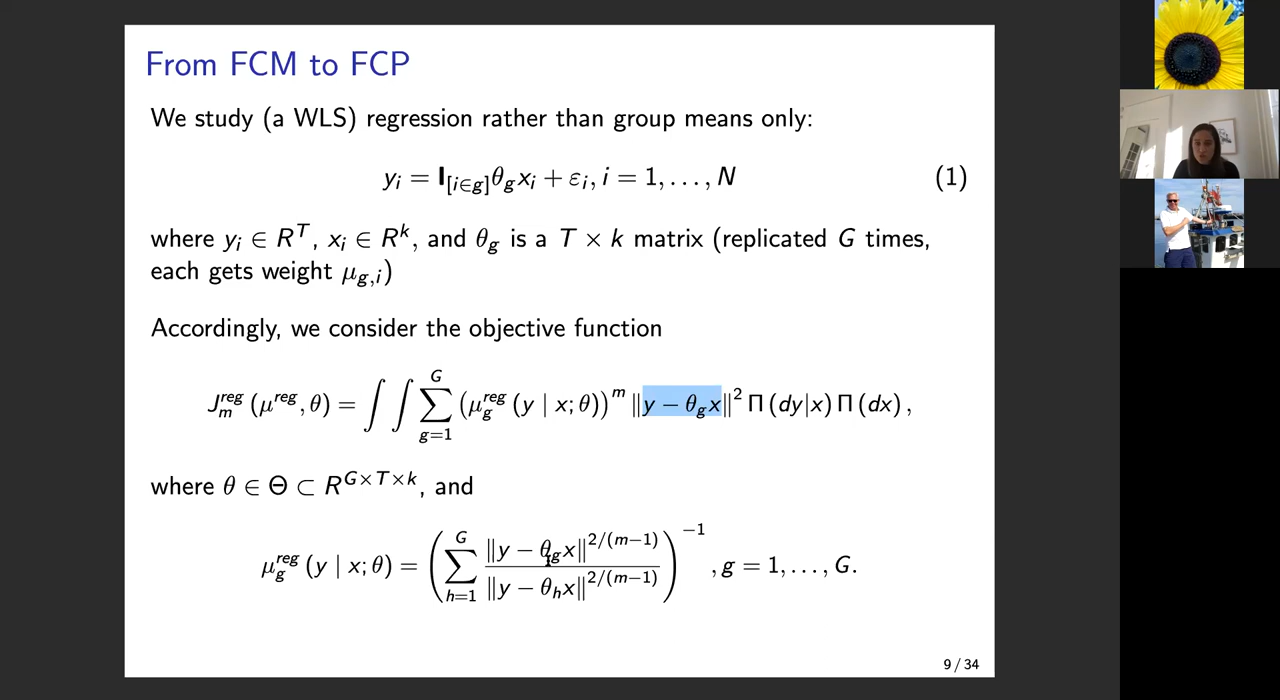 From FCM to FCP
We study (a WLS) regression rather than group means only:
y_i = I_{[i∈g]}θ_g x_i + ε_i, i = 1, . . . , N (1)
where y_i ∈ R^T, x_i ∈ R^k, and θ_g is a T × k matrix (replicated G times,
each gets weight μ_{g,i})
Accordingly, we consider the objective function
J_m^{reg} (μ^{reg}, θ) = ∫ ∫ ∑_{g=1}^{G} (μ_g^{reg} (y | x; θ))^m ‖y − θ_g x‖^2 Π (dy|x) Π (dx) ,
where θ ∈ Θ ⊂ R^{G×T×k}, and
μ_g^{reg} (y | x; θ) = (∑_{h=1}^{G} ‖y − θ_g x‖^{2/(m−1)} / ‖y − θ_h x‖^{2/(m−1)})^{−1} , g = 1, . . . , G.
9 / 34